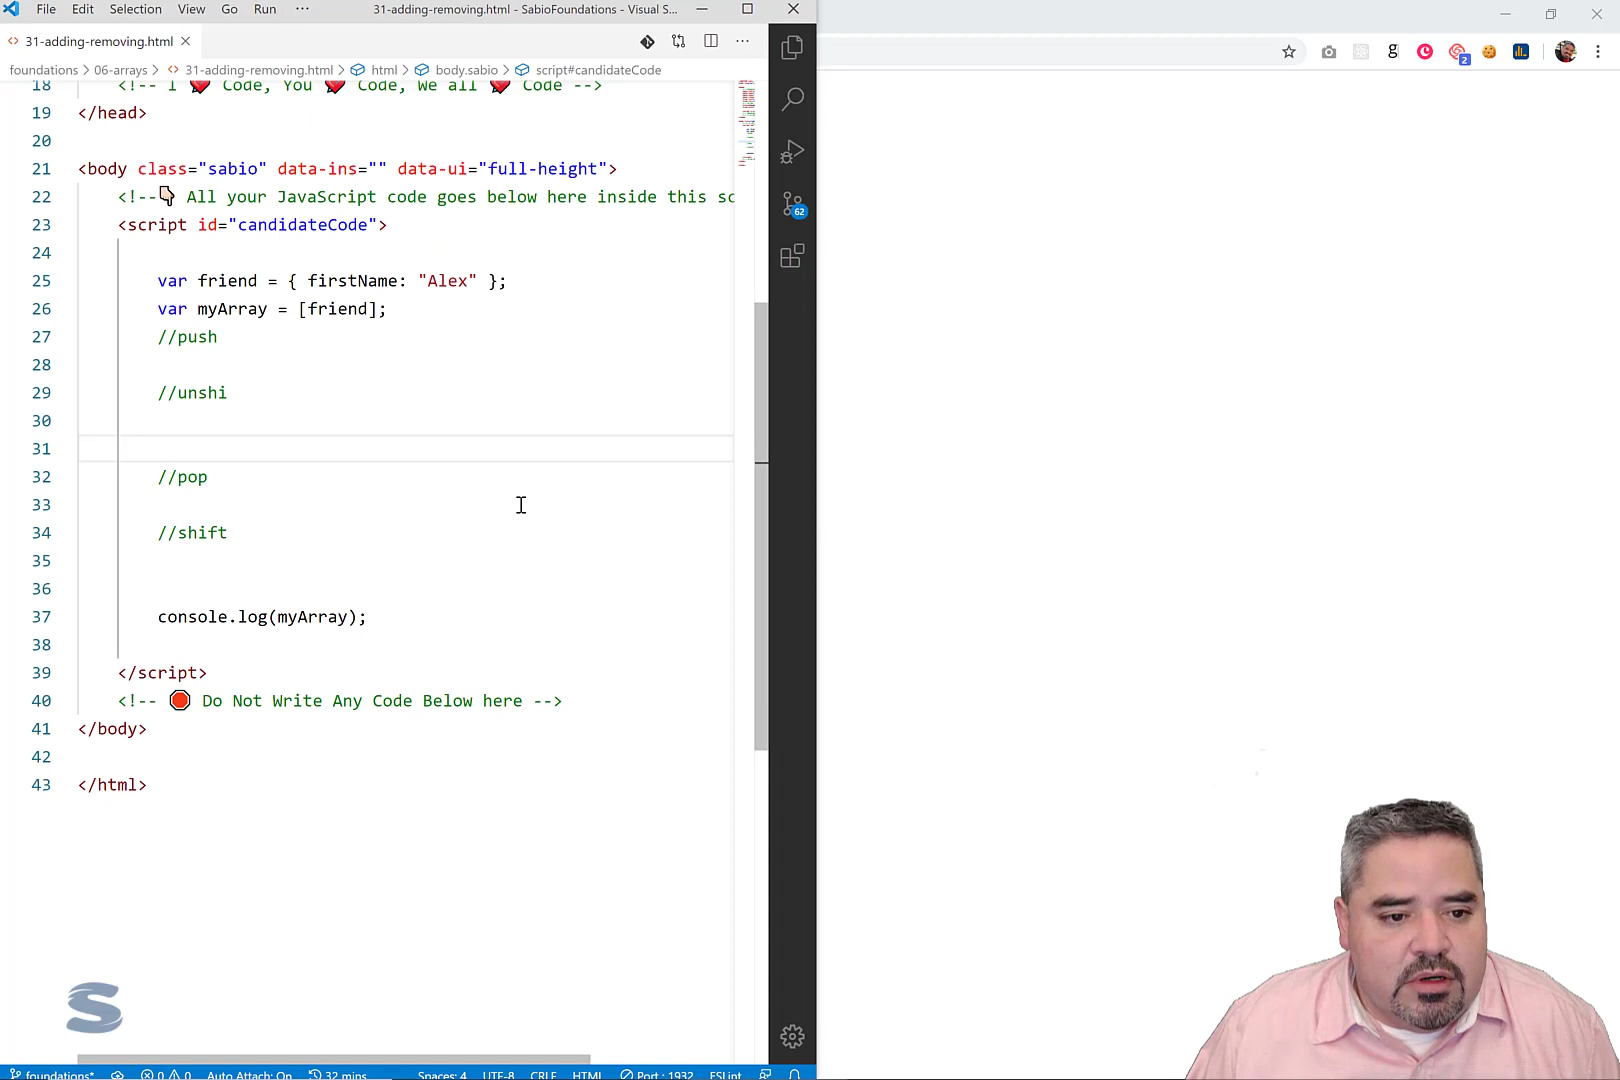 File Edit Selection View Go Run ··· 31-adding-removing.html - SabioFoundations - Visual S...
31-adding-removing.html
foundations > 06-arrays > 31-adding-removing.html > html > body.sabio > script#candidateCode
18 <!-- I ❤️ Code, You ❤️ Code, We all ❤️ Code -->
19 </head>
20
21 <body class="sabio" data-ins="" data-ui="full-height">
22 <!--👇 All your JavaScript code goes below here inside this sc
23 <script id="candidateCode">
24
25 var friend = { firstName: "Alex" };
26 var myArray = [friend];
27 //push
28
29 //unshi
30
31
32 //pop
33
34 //shift
35
36
37 console.log(myArray);
38
39 </script>
40 <!-- 🛑 Do Not Write Any Code Below here -->
41 </body>
42
43 </html>
62
g
2
S
foundations* 0 0 Auto Attach: On 32 mins Spaces: 4 UTF-8 CRLF HTML Port : 1932 ESLint